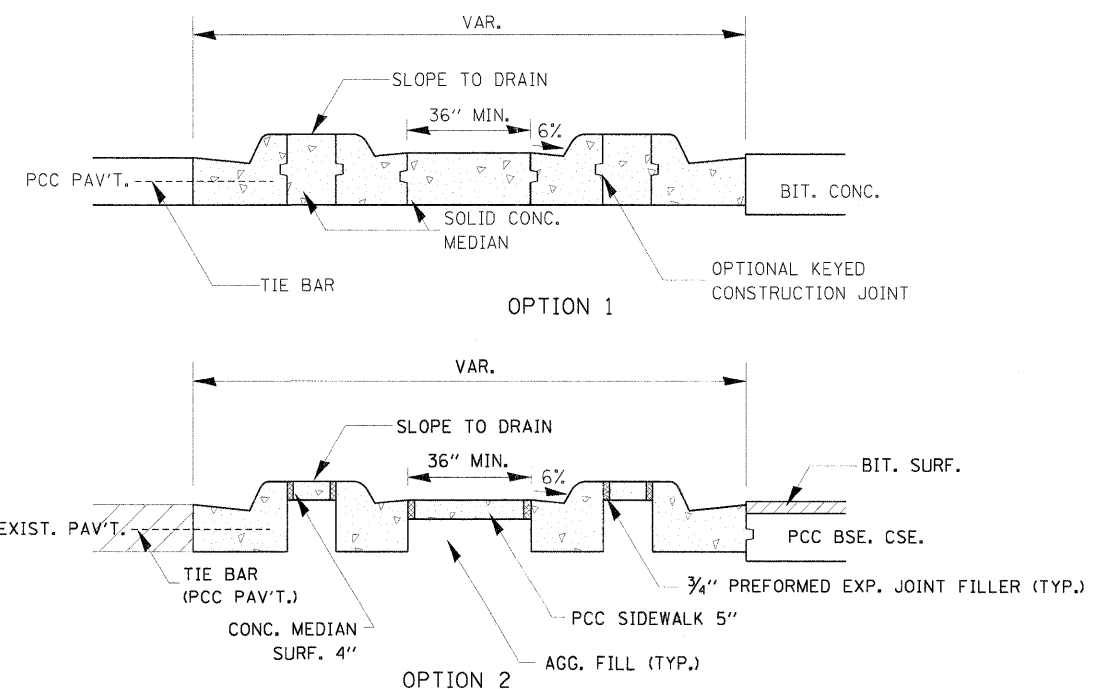 VAR.
SLOPE TO DRAIN
36" MIN.
6%
PCC PAV'T.
BIT. CONC.
SOLID CONC.
MEDIAN
TIE BAR
OPTIONAL KEYED
CONSTRUCTION JOINT
OPTION 1
VAR.
SLOPE TO DRAIN
36" MIN.
6%
BIT. SURF.
EXIST. PAV'T.
PCC BSE. CSE.
TIE BAR
(PCC PAV'T.)
3/4" PREFORMED EXP. JOINT FILLER (TYP.)
PCC SIDEWALK 5"
CONC. MEDIAN
SURF. 4"
AGG. FILL (TYP.)
OPTION 2